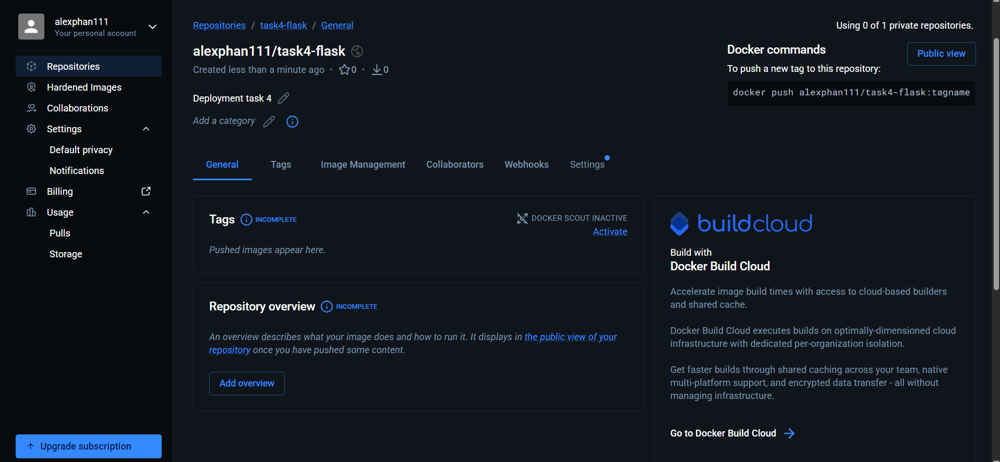 alexphan111
Your personal account
Repositories
Hardened Images
Collaborations
Settings
Default privacy
Notifications
Billing
Usage
Pulls
Storage
Upgrade subscription
Repositories / task4-flask / General
Using 0 of 1 private repositories.
alexphan111/task4-flask
Created less than a minute ago • 0 • 0
Deployment task 4
Add a category
Docker commands
Public view
To push a new tag to this repository:
docker push alexphan111/task4-flask:tagname
General Tags Image Management Collaborators Webhooks Settings
Tags INCOMPLETE
DOCKER SCOUT INACTIVE
Activate
Pushed images appear here.
Repository overview INCOMPLETE
An overview describes what your image does and how to run it. It displays in the public view of your
repository once you have pushed some content.
Add overview
buildcloud
Build with
Docker Build Cloud
Accelerate image build times with access to cloud-based builders
and shared cache.
Docker Build Cloud executes builds on optimally-dimensioned cloud
infrastructure with dedicated per-organization isolation.
Get faster builds through shared caching across your team, native
multi-platform support, and encrypted data transfer - all without
managing infrastructure.
Go to Docker Build Cloud